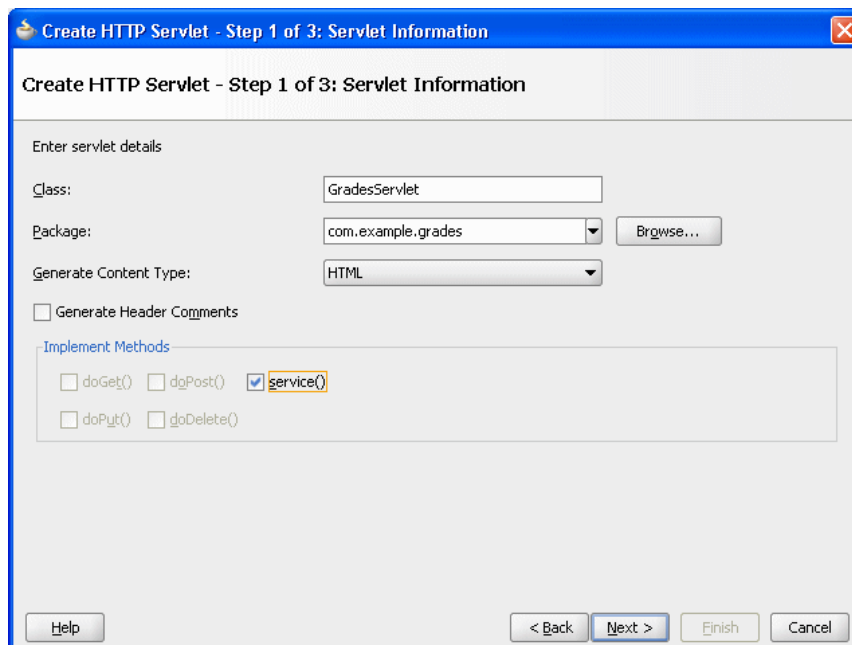 Create HTTP Servlet - Step 1 of 3: Servlet Information
Create HTTP Servlet - Step 1 of 3: Servlet Information
Enter servlet details
Class: GradesServlet
Package: com.example.grades Browse...
Generate Content Type: HTML
Generate Header Comments
Implement Methods
doGet() doPost() service()
doPut() doDelete()
Help < Back Next > Finish Cancel